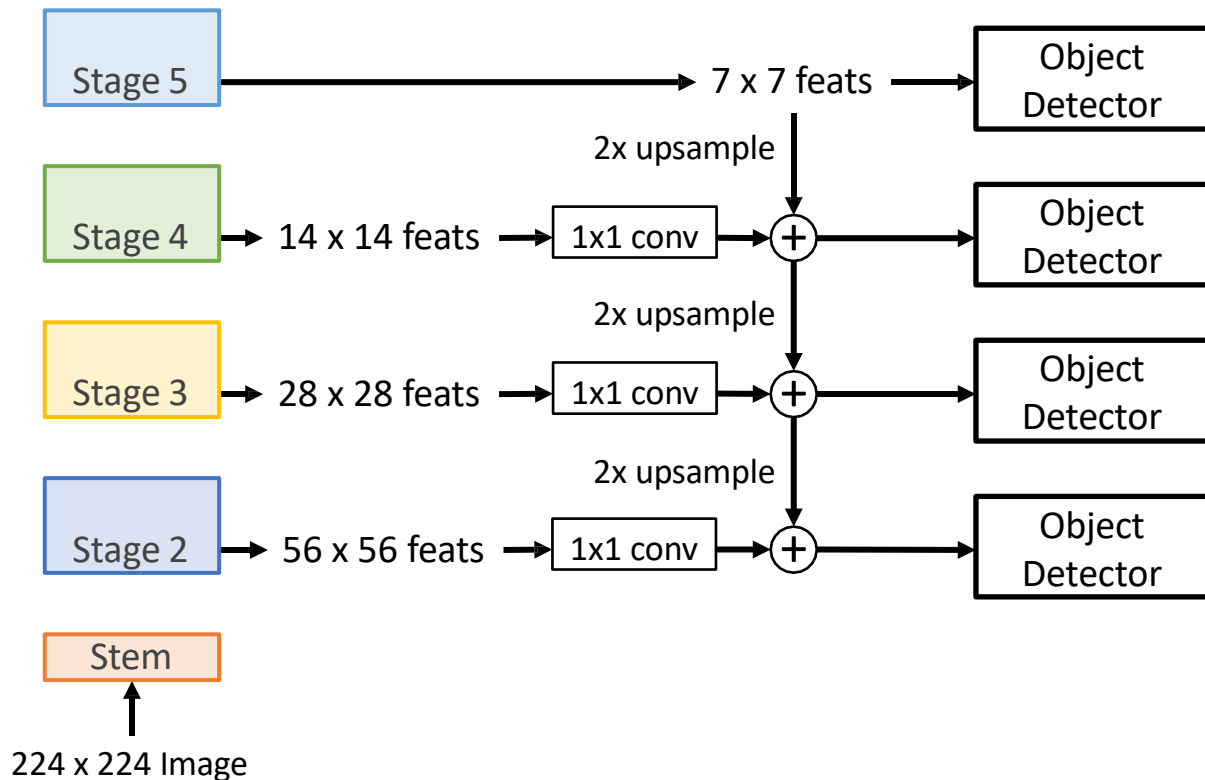 Stage 5
7 x 7 feats
Object
Detector
2x upsample
Stage 4
14 x 14 feats
1x1 conv
+
Object
Detector
2x upsample
Stage 3
28 x 28 feats
1x1 conv
+
Object
Detector
2x upsample
Stage 2
56 x 56 feats
1x1 conv
+
Object
Detector
Stem
224 x 224 Image